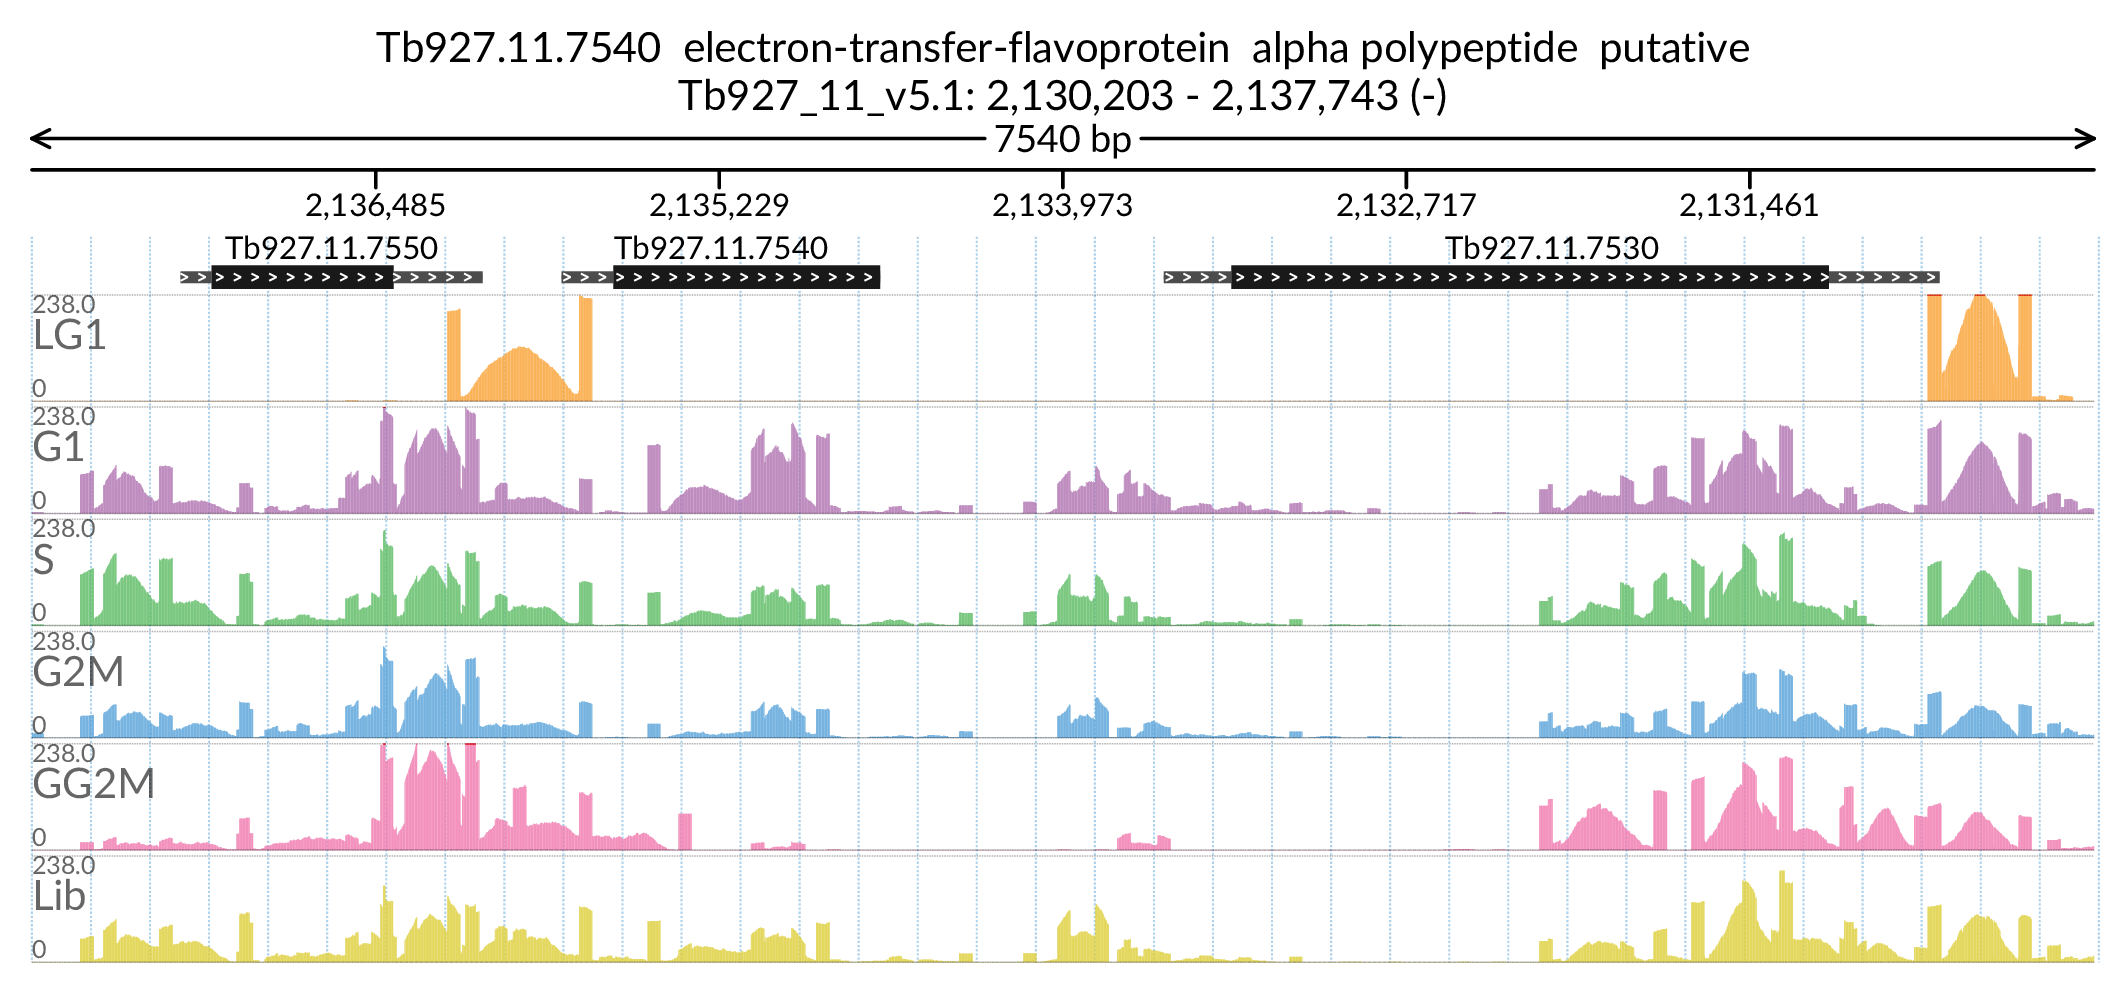 Tb927.11.7540 electron-transfer-flavoprotein alpha polypeptide putative
Tb927_11_v5.1: 2,130,203 - 2,137,743 (-)
7540 bp
2,136,485 2,135,229 2,133,973 2,132,717 2,131,461
Tb927.11.7550 Tb927.11.7540 Tb927.11.7530
238.0
LG1
0
238.0
G1
0
238.0
S
0
238.0
G2M
0
238.0
GG2M
0
238.0
Lib
0